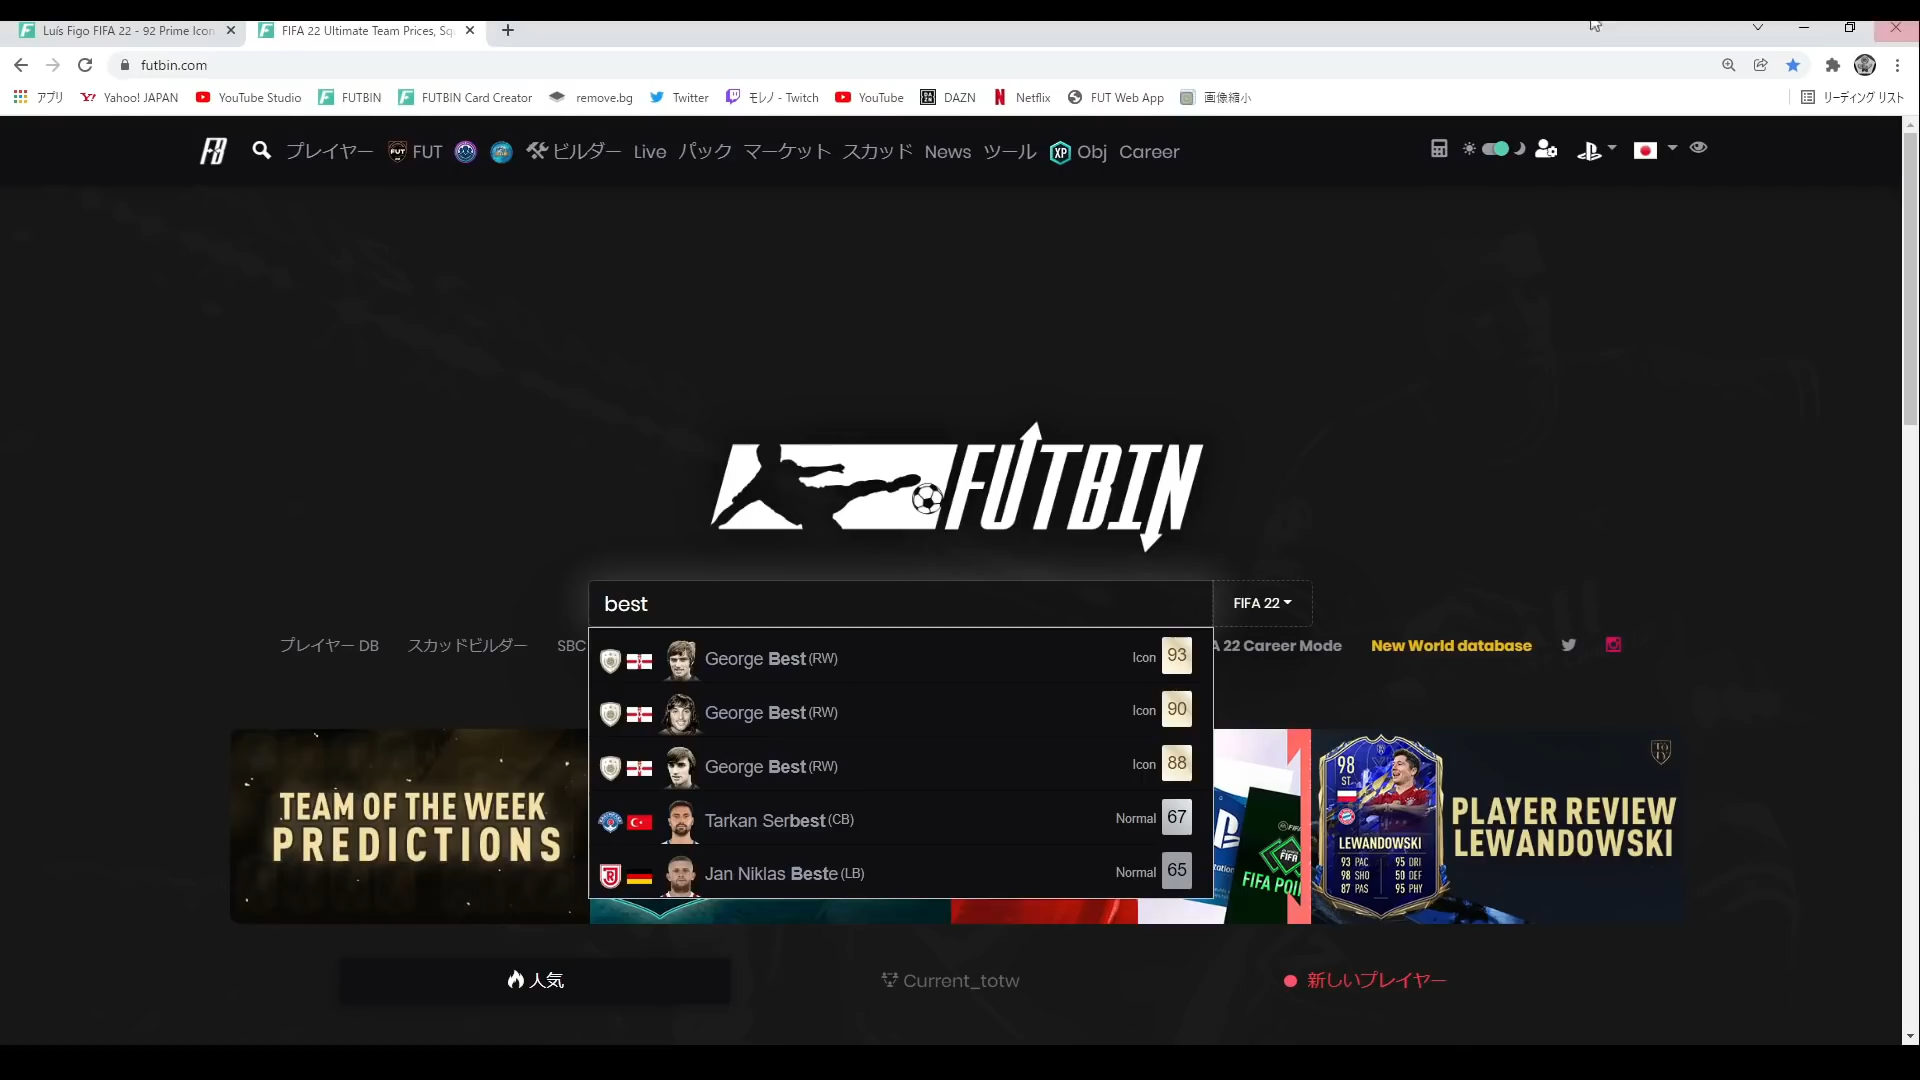 Luís Figo FIFA 22 - 92 Prime Icon
FIFA 22 Ultimate Team Prices, Squ
futbin.com
アプリ Yahoo! JAPAN YouTube Studio FUTBIN FUTBIN Card Creator remove.bg Twitter モレノ - Twitch YouTube DAZN Netflix FUT Web App 画像縮小 リーディング リスト
FB プレイヤー FUT ビルダー Live パック マーケット スカッド News ツール XP Obj Career
FUTBIN
best FIFA 22
プレイヤー DB スカッドビルダー SBC A 22 Career Mode New World database
George Best (RW) Icon 93
George Best (RW) Icon 90
George Best (RW) Icon 88
Tarkan Serbest (CB) Normal 67
Jan Niklas Beste (LB) Normal 65
TEAM OF THE WEEK
PREDICTIONS
FIFA
FIFA POIN
98
ST
LEWANDOWSKI
93 PAC 95 DRI
98 SHO 50 DEF
87 PAS 95 PHY
PLAYER REVIEW
LEWANDOWSKI
人気 Current_totw 新しいプレイヤー